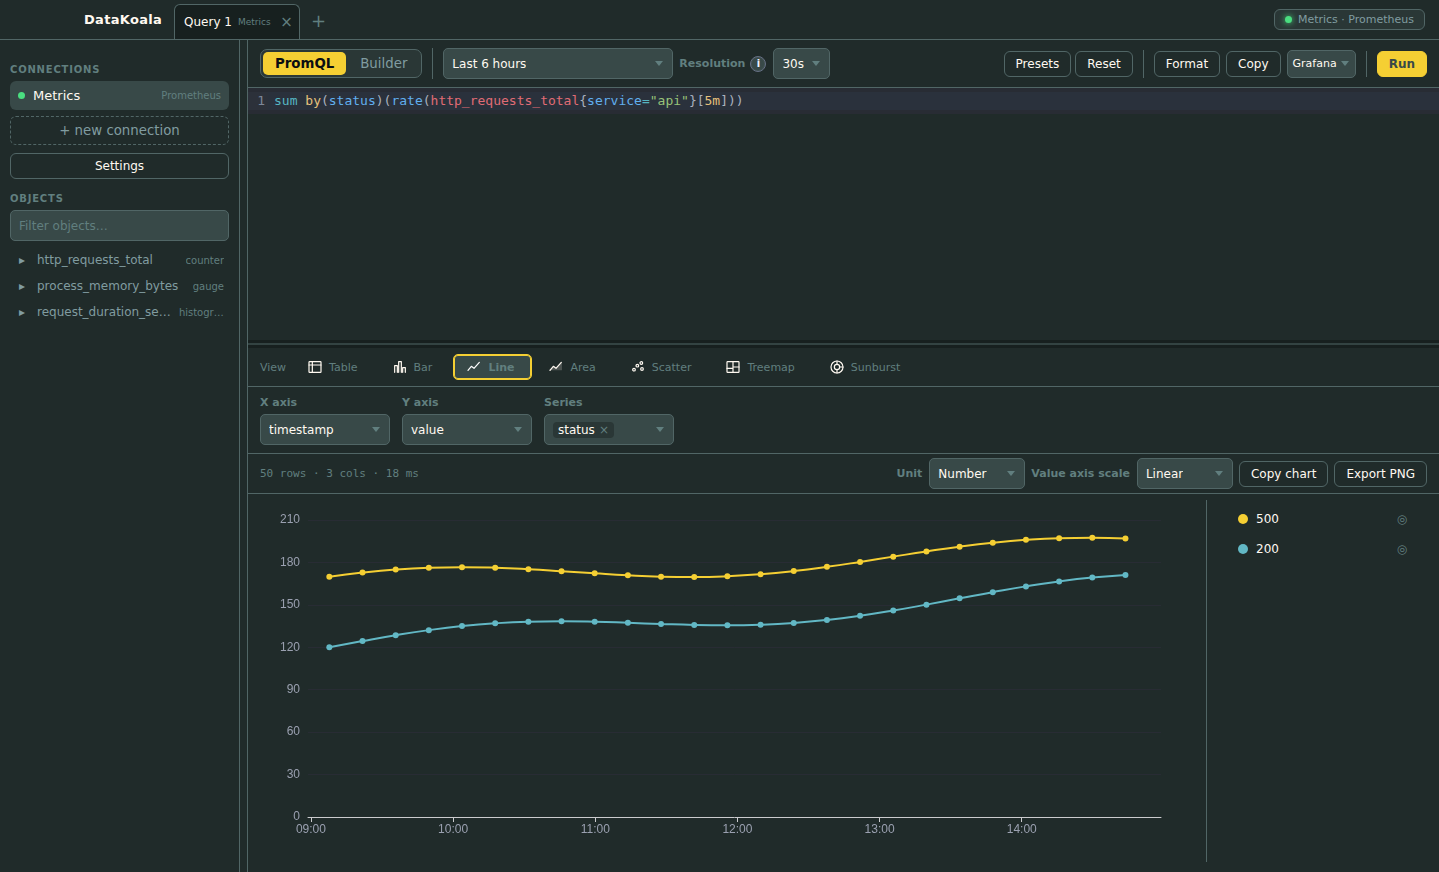 DataKoala
Query 1 Metrics × +
Metrics · Prometheus
CONNECTIONS
Metrics Prometheus
+ new connection
Settings
OBJECTS
Filter objects…
▸ http_requests_total counter
▸ process_memory_bytes gauge
▸ request_duration_se… histogr…
PromQL Builder Last 6 hours Resolution i 30s Presets Reset Format Copy Grafana Run
1 sum by(status)(rate(http_requests_total{service="api"}[5m]))
View Table Bar Line Area Scatter Treemap Sunburst
X axis Y axis Series
timestamp value status ×
50 rows · 3 cols · 18 ms Unit Number Value axis scale Linear Copy chart Export PNG
210
180
150
120
90
60
30
0
09:00 10:00 11:00 12:00 13:00 14:00
500
200